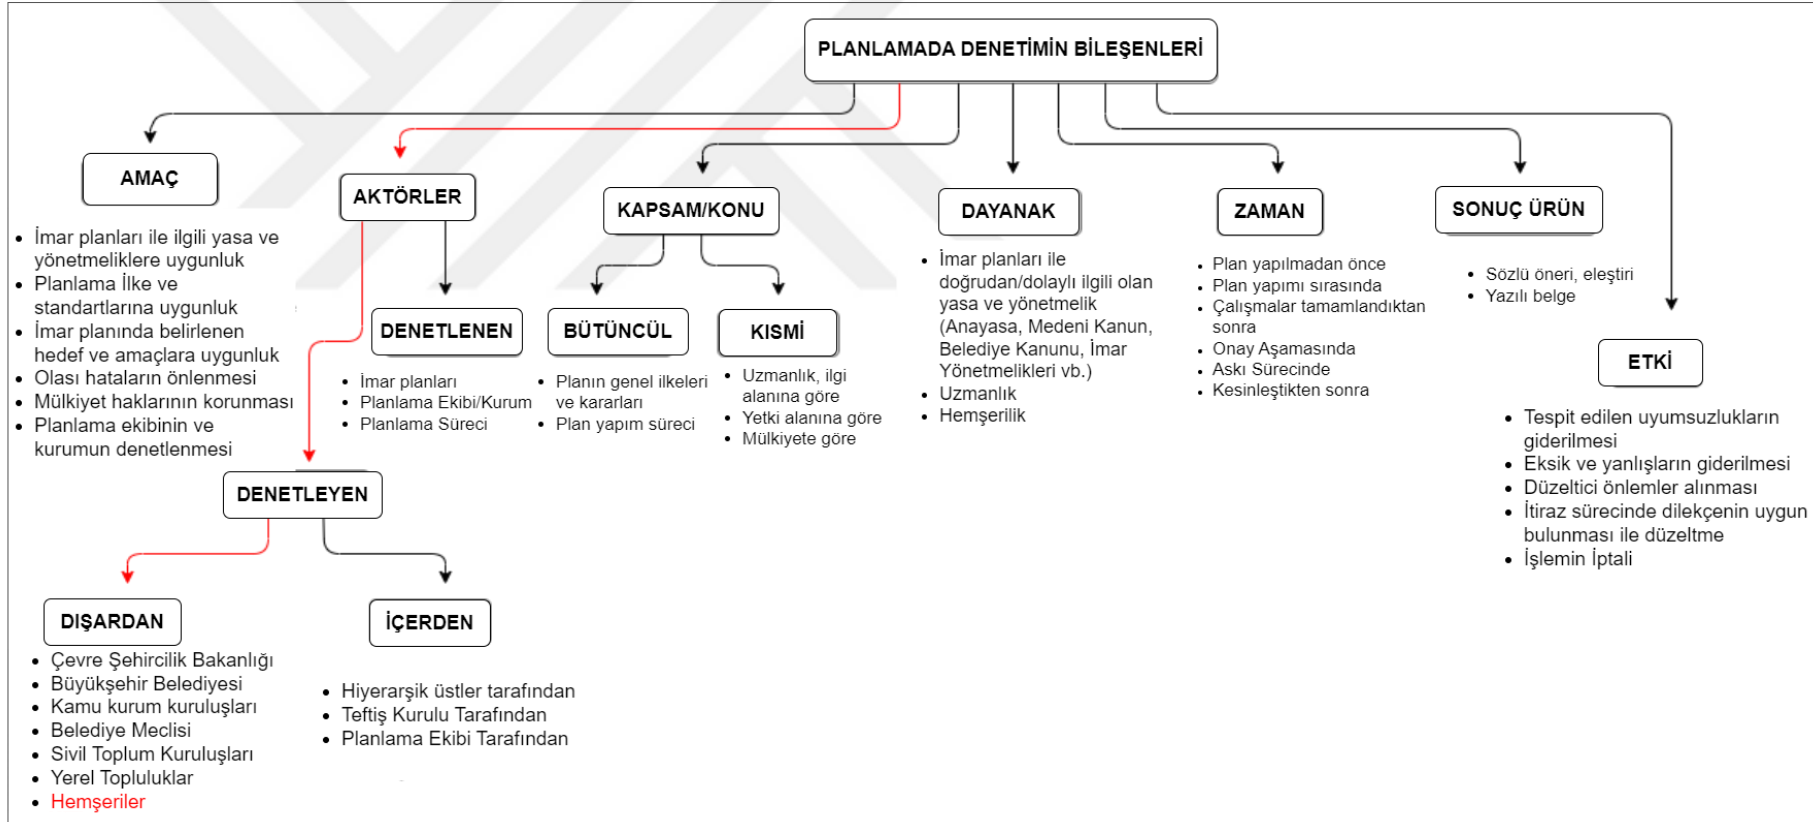 PLANLAMADA DENETİMİN BİLEŞENLERİ
AMAÇ
• İmar planları ile ilgili yasa ve
yönetmeliklere uygunluk
• Planlama İlke ve
standartlarına uygunluk
• İmar planında belirlenen
hedef ve amaçlara uygunluk
• Olası hataların önlenmesi
• Mülkiyet haklarının korunması
• Planlama ekibinin ve
kurumun denetlenmesi
AKTÖRLER
DENETLENEN
• İmar planları
• Planlama Ekibi/Kurum
• Planlama Süreci
DENETLEYEN
DIŞARDAN
• Çevre Şehircilik Bakanlığı
• Büyükşehir Belediyesi
• Kamu kurum kuruluşları
• Belediye Meclisi
• Sivil Toplum Kuruluşları
• Yerel Topluluklar
• Hemşeriler
İÇERDEN
• Hiyerarşik üstler tarafından
• Teftiş Kurulu Tarafından
• Planlama Ekibi Tarafından
KAPSAM/KONU
BÜTÜNCÜL
• Planın genel ilkeleri
ve kararları
• Plan yapım süreci
KISMİ
• Uzmanlık, ilgi
alanına göre
• Yetki alanına göre
• Mülkiyete göre
DAYANAK
• İmar planları ile
doğrudan/dolaylı ilgili olan
yasa ve yönetmelik
(Anayasa, Medeni Kanun,
Belediye Kanunu, İmar
Yönetmelikleri vb.)
• Uzmanlık
• Hemşerilik
ZAMAN
• Plan yapılmadan önce
• Plan yapımı sırasında
• Çalışmalar tamamlandıktan
sonra
• Onay Aşamasında
• Askı Sürecinde
• Kesinleştikten sonra
SONUÇ ÜRÜN
• Sözlü öneri, eleştiri
• Yazılı belge
ETKİ
• Tespit edilen uyumsuzlukların
giderilmesi
• Eksik ve yanlışların giderilmesi
• Düzeltici önlemler alınması
• İtiraz sürecinde dilekçenin uygun
bulunması ile düzeltme
• İşlemin İptali